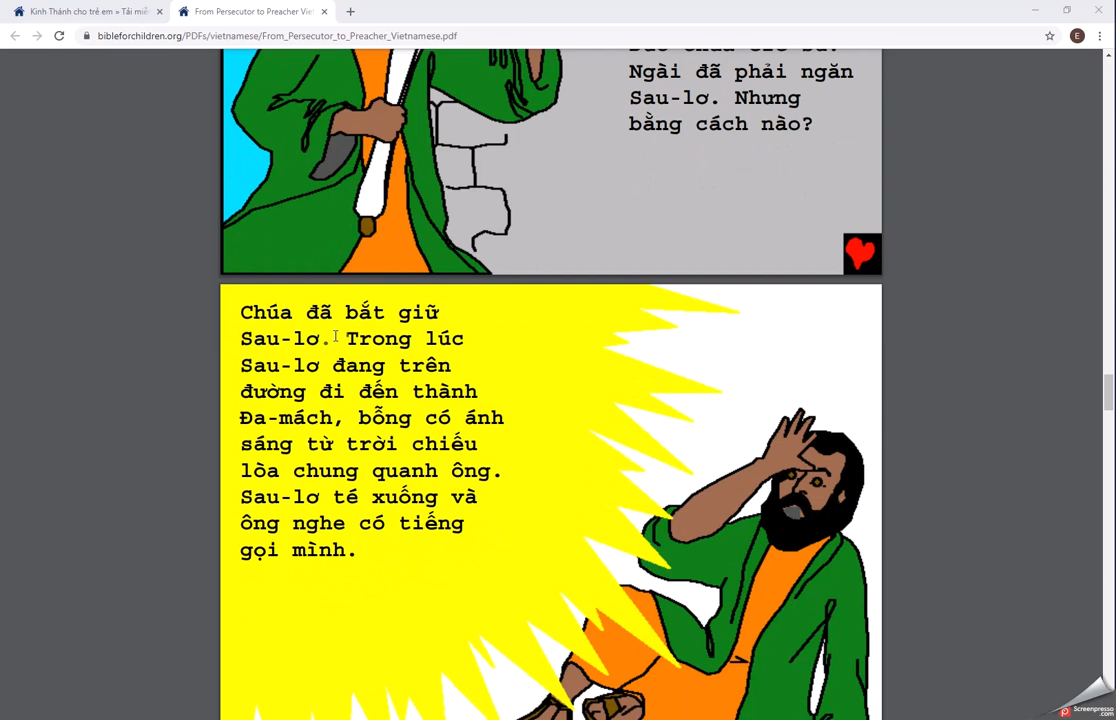 Kinh Thánh cho trẻ em » Tải miễ
From Persecutor to Preacher Vie
bibleforchildren.org/PDFs/vietnamese/From_Persecutor_to_Preacher_Vietnamese.pdf
E
Ngài đã phải ngăn
Sau-lơ. Nhưng
bằng cách nào?
Chúa đã bắt giữ
Sau-lơ. Trong lúc
Sau-lơ đang trên
đường đi đến thành
Đa-mách, bỗng có ánh
sáng từ trời chiếu
lòa chung quanh ông.
Sau-lơ té xuống và
ông nghe có tiếng
gọi mình.
Screenpresso